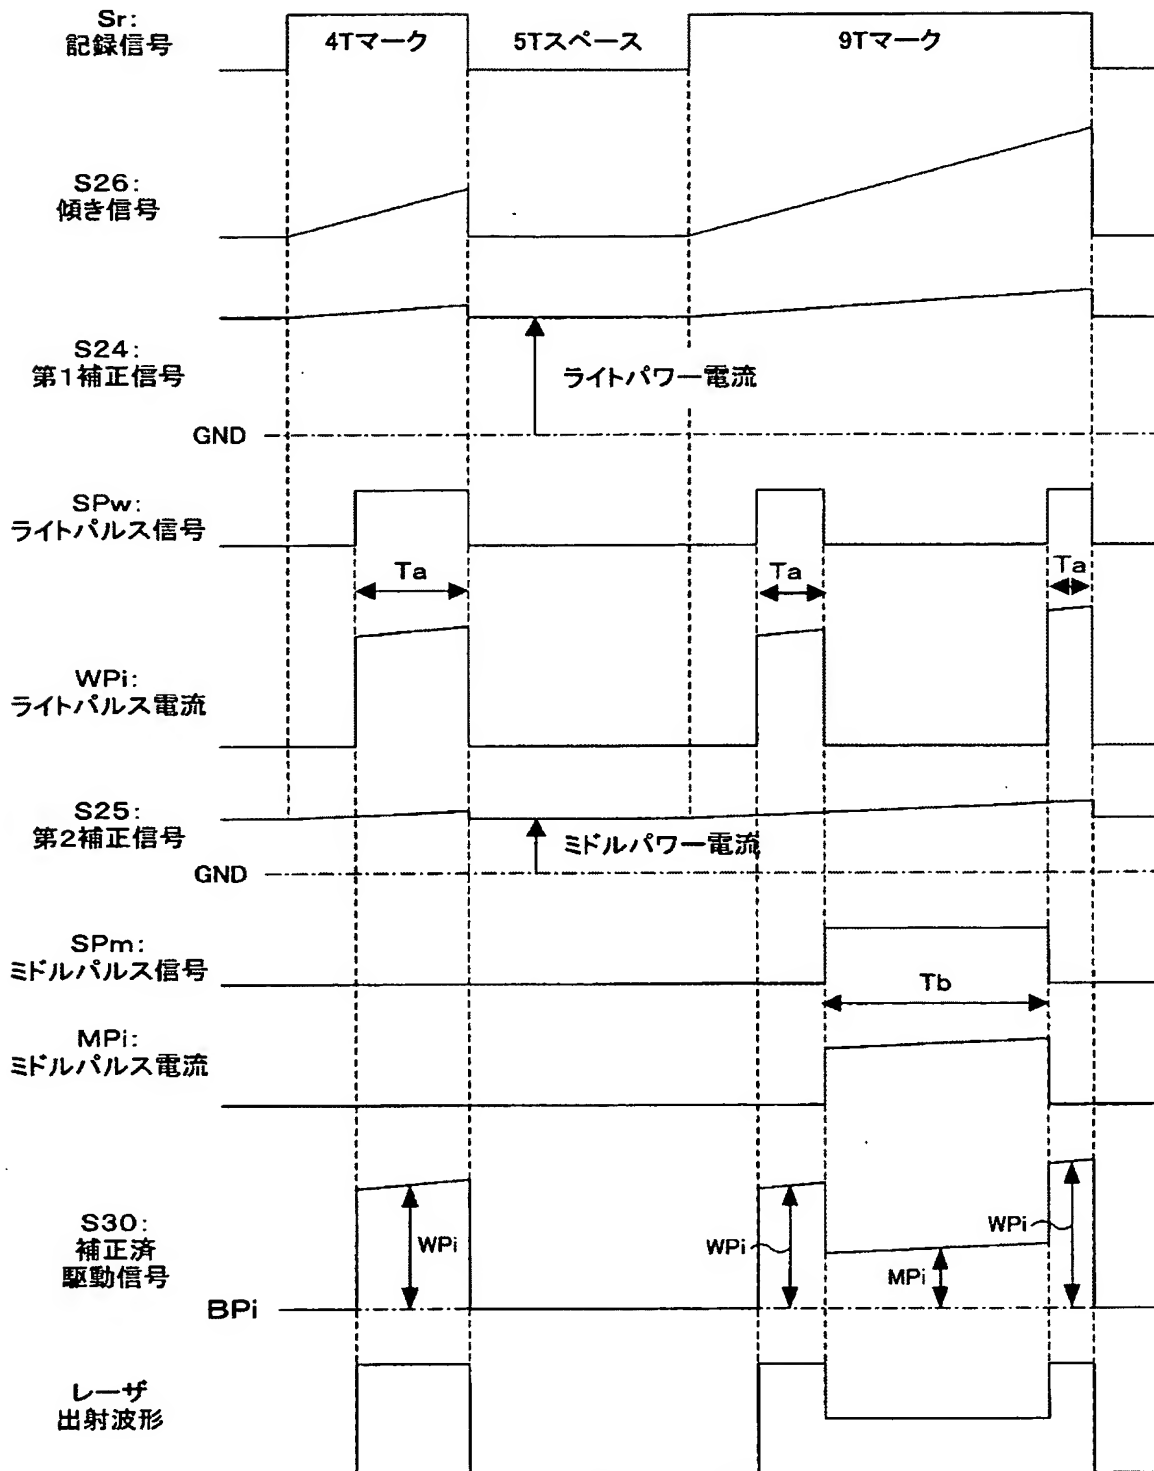 Sr:
記録信号
4Tマーク
5Tスペース
9Tマーク
S26:
傾き信号
S24:
第1補正信号
ライトパワー電流
GND
SPw:
ライトパルス信号
Ta
Ta
Ta
WPi:
ライトパルス電流
S25:
第2補正信号
ミドルパワー電流
GND
SPm:
ミドルパルス信号
Tb
MPi:
ミドルパルス電流
S30:
補正済
駆動信号
WPi
WPi
MPi
WPi
BPi
レーザ
出射波形